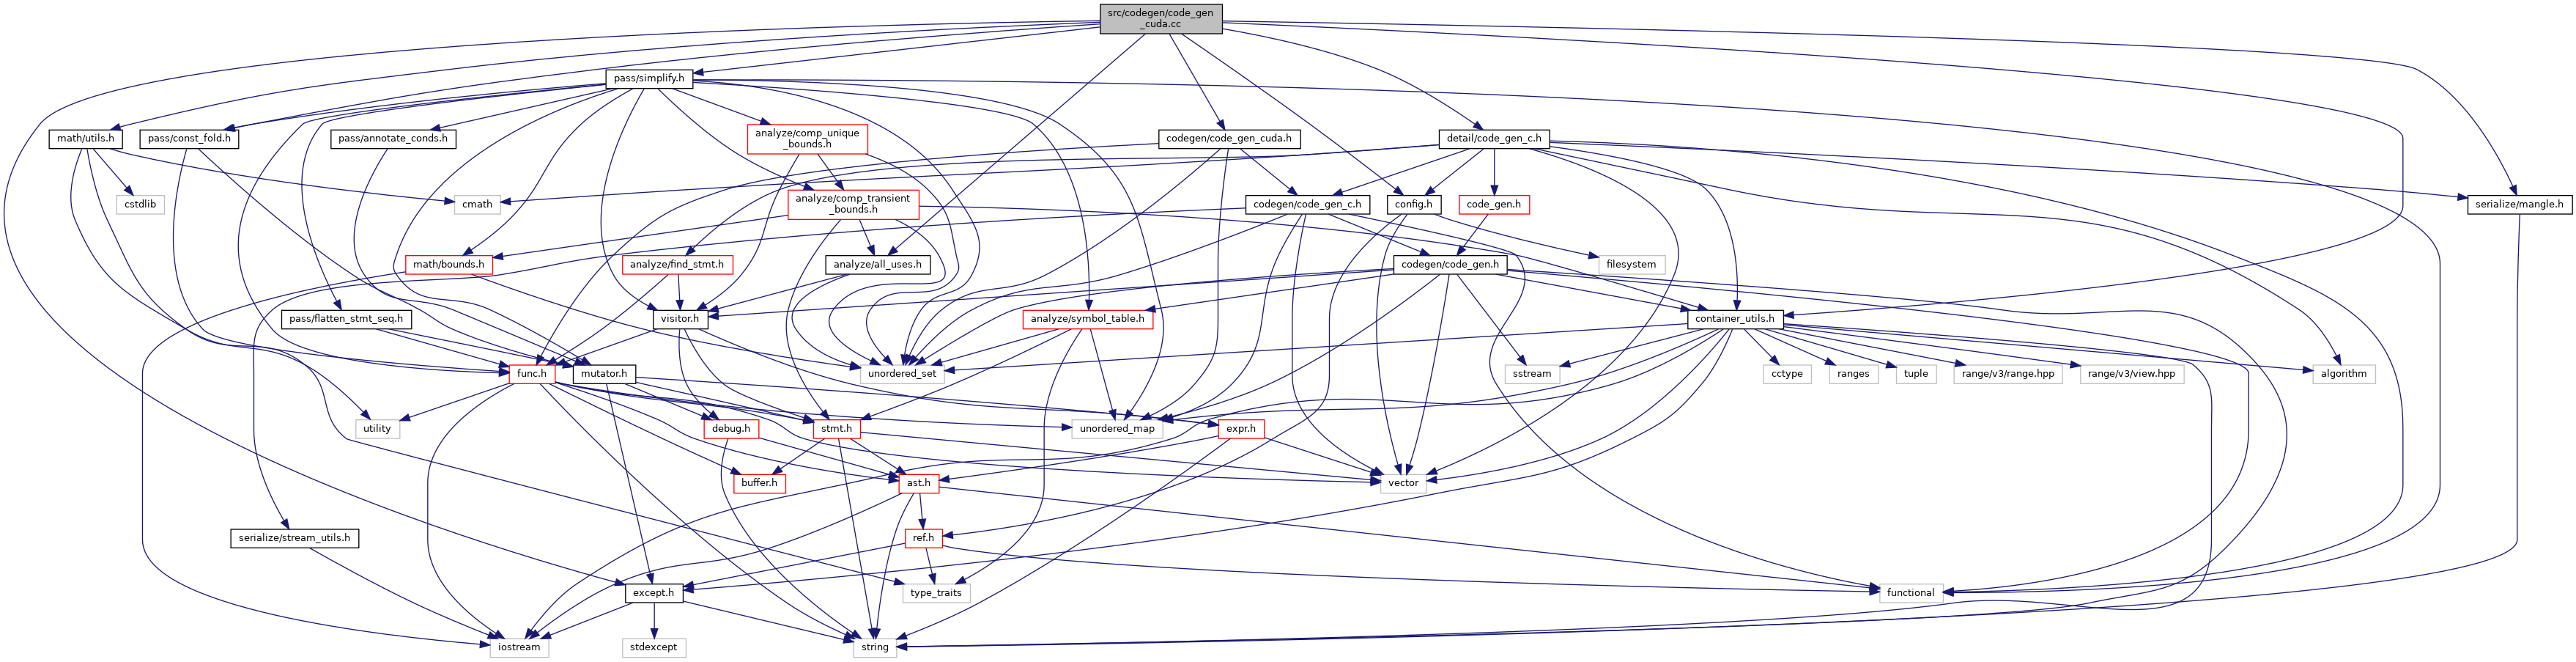 src/codegen/code_gen
_cuda.cc
pass/simplify.h
math/utils.h
pass/const_fold.h
pass/annotate_conds.h
analyze/comp_unique
_bounds.h
codegen/code_gen_cuda.h
detail/code_gen_c.h
cstdlib
cmath
analyze/comp_transient
_bounds.h
codegen/code_gen_c.h
config.h
code_gen.h
serialize/mangle.h
math/bounds.h
analyze/find_stmt.h
analyze/all_uses.h
codegen/code_gen.h
filesystem
pass/flatten_stmt_seq.h
visitor.h
analyze/symbol_table.h
container_utils.h
func.h
mutator.h
unordered_set
sstream
cctype
ranges
tuple
range/v3/range.hpp
range/v3/view.hpp
algorithm
utility
debug.h
stmt.h
unordered_map
expr.h
buffer.h
ast.h
vector
serialize/stream_utils.h
ref.h
except.h
type_traits
functional
iostream
stdexcept
string